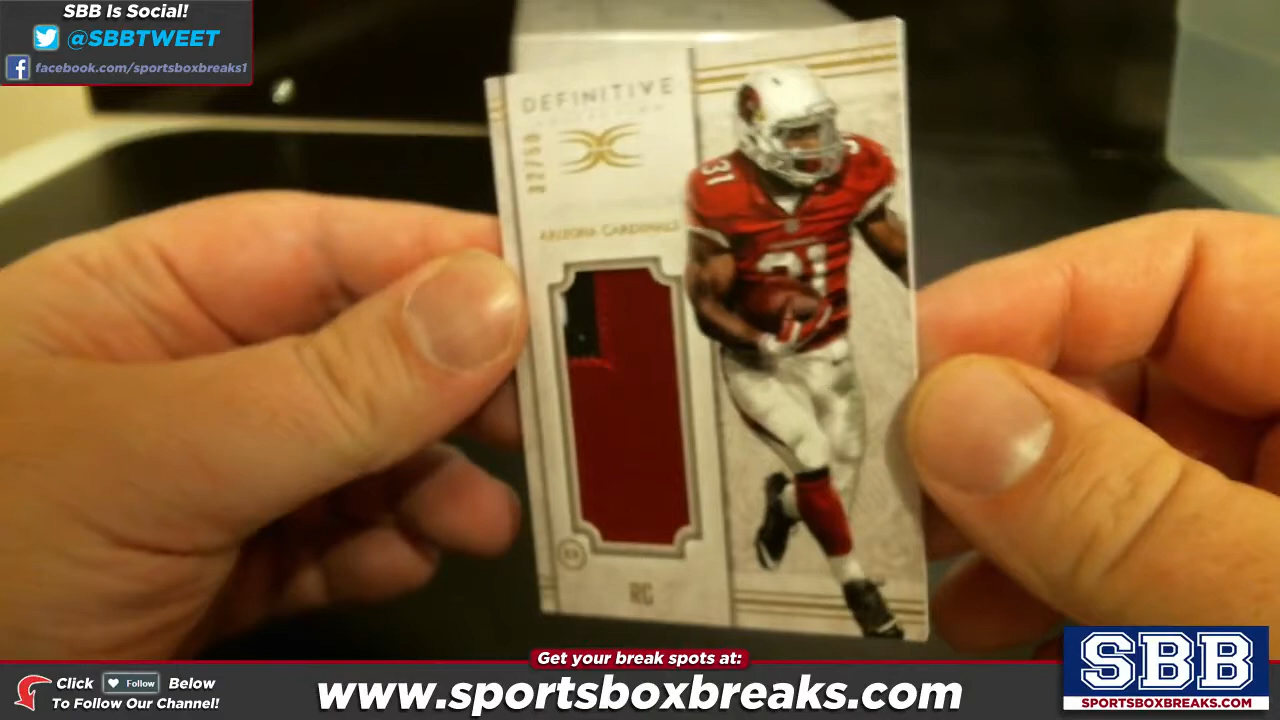 SBB Is Social!
@SBBTWEET
f facebook.com/sportsboxbreaks1
DEFINITIVE
ARIZONA CARDINALS
31
31
RC
Get your break spots at:
Click Follow Below
To Follow Our Channel!
www.sportsboxbreaks.com
SBB
SPORTSBOXBREAKS.COM